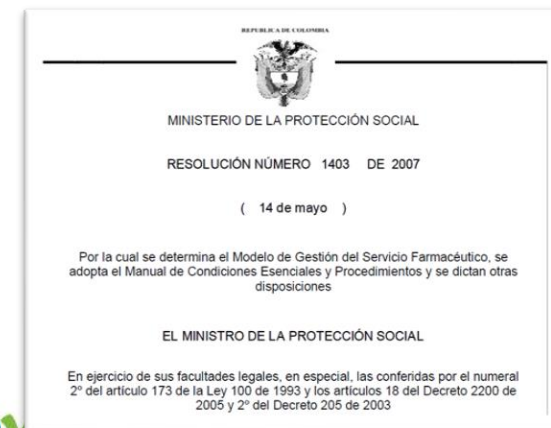 REPUBLICA DE COLOMBIA
MINISTERIO DE LA PROTECCIÓN SOCIAL
RESOLUCIÓN NÚMERO 1403 DE 2007
( 14 de mayo )
Por la cual se determina el Modelo de Gestión del Servicio Farmacéutico, se
adopta el Manual de Condiciones Esenciales y Procedimientos y se dictan otras
disposiciones
EL MINISTRO DE LA PROTECCIÓN SOCIAL
En ejercicio de sus facultades legales, en especial, las conferidas por el numeral
2º del artículo 173 de la Ley 100 de 1993 y los artículos 18 del Decreto 2200 de
2005 y 2º del Decreto 205 de 2003